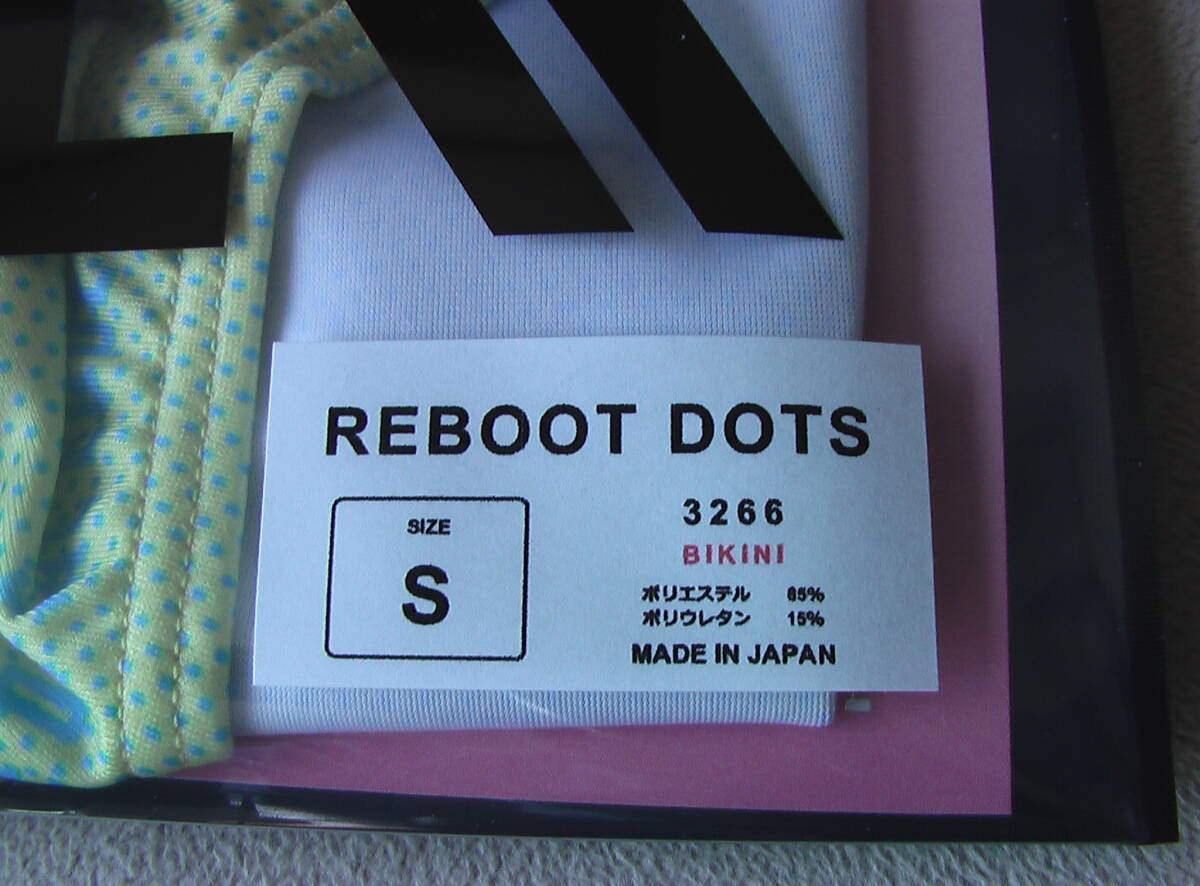 REBOOT DOTS
SIZE
S
3266
BIKINI
ポリエステル 85%
ポリウレタン 15%
MADE IN JAPAN